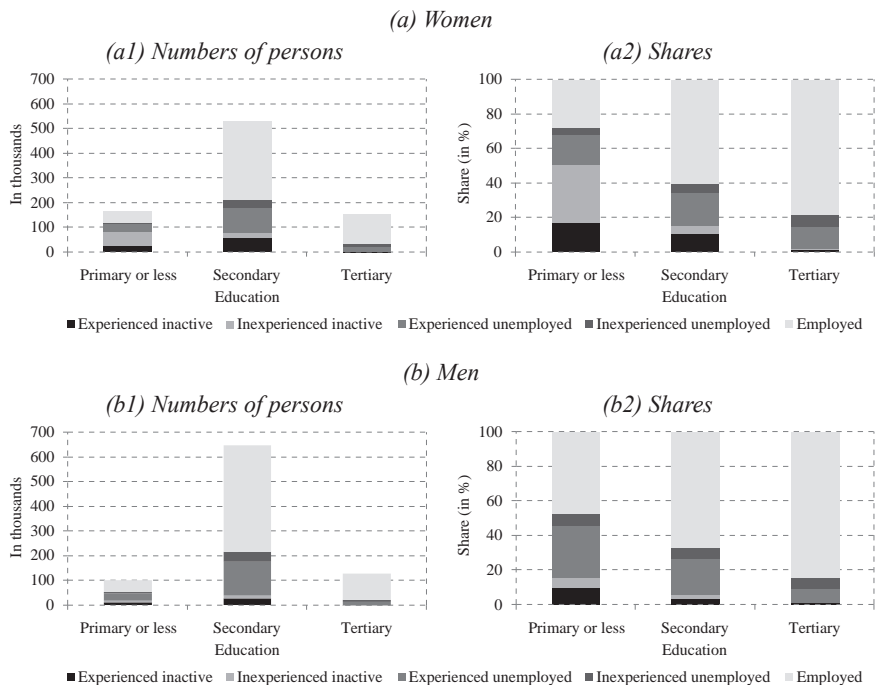 (a) Women
(a1) Numbers of persons
(a2) Shares
In thousands
700
600
500
400
300
200
100
0
Primary or less
Secondary
Tertiary
Education
Share (in %)
100
80
60
40
20
0
Primary or less
Secondary
Tertiary
Education
Experienced inactive Inexperienced inactive Experienced unemployed Inexperienced unemployed Employed
(b) Men
(b1) Numbers of persons
(b2) Shares
In thousands
700
600
500
400
300
200
100
0
Primary or less
Secondary
Tertiary
Education
Share (in %)
100
80
60
40
20
0
Primary or less
Secondary
Tertiary
Education
Experienced inactive Inexperienced inactive Experienced unemployed Inexperienced unemployed Employed